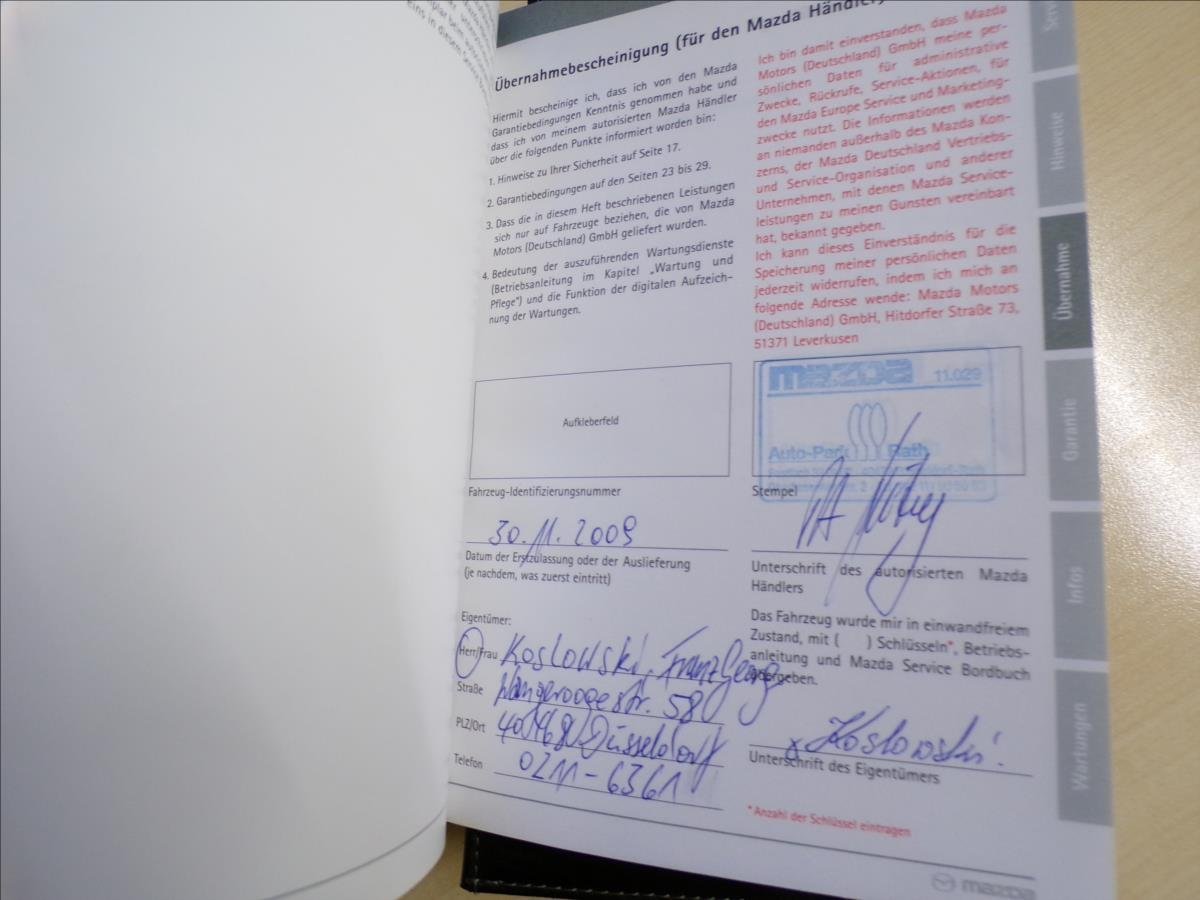 Übernahmebescheinigung (für den Mazda Händler)
Hiermit bescheinige ich, dass ich von den Mazda
Garantiebedingungen Kenntnis genommen habe und
dass ich von meinem autorisierten Mazda Händler
über die folgenden Punkte informiert worden bin:
1. Hinweise zu Ihrer Sicherheit auf Seite 17.
2. Garantiebedingungen auf den Seiten 23 bis 29.
3. Dass die in diesem Heft beschriebenen Leistungen
sich nur auf Fahrzeuge beziehen, die von Mazda
Motors (Deutschland) GmbH geliefert wurden.
4. Bedeutung der auszuführenden Wartungsdienste
(Betriebsanleitung im Kapitel „Wartung und
Pflege“) und die Funktion der digitalen Aufzeich-
nung der Wartungen.
Aufkleberfeld
Fahrzeug-Identifizierungsnummer
30.11.2009
Datum der Erstzulassung oder der Auslieferung
(je nachdem, was zuerst eintritt)
Eigentümer:
Herr/Frau Koslowski, Franz Georg
Straße Wangeroogestr. 58
PLZ/Ort 40468 Düsseldorf
Telefon 0211-6361
Ich bin damit einverstanden, dass Mazda
Motors (Deutschland) GmbH meine per-
sönlichen Daten für administrative
Zwecke, Rückrufe, Service-Aktionen, für
den Mazda Europe Service und Marketing-
zwecke nutzt. Die Informationen werden
an niemanden außerhalb des Mazda Kon-
zerns, der Mazda Deutschland Vertriebs-
und Service-Organisation und anderer
Unternehmen, mit denen Mazda Service-
leistungen zu meinen Gunsten vereinbart
hat, bekannt gegeben.
Ich kann dieses Einverständnis für die
Speicherung meiner persönlichen Daten
jederzeit widerrufen, indem ich mich an
folgende Adresse wende: Mazda Motors
(Deutschland) GmbH, Hitdorfer Straße 73,
51371 Leverkusen
mazda 11.029
Auto-Park Rath
Stempel
Unterschrift des autorisierten Mazda
Händlers
Das Fahrzeug wurde mir in einwandfreiem
Zustand, mit ( ) Schlüsseln*, Betriebs-
anleitung und Mazda Service Bordbuch
übergeben.
x Koslowski
Unterschrift des Eigentümers
* Anzahl der Schlüssel eintragen
mazda
Hinweise
Übernahme
Garantie
Infos
Wartungen